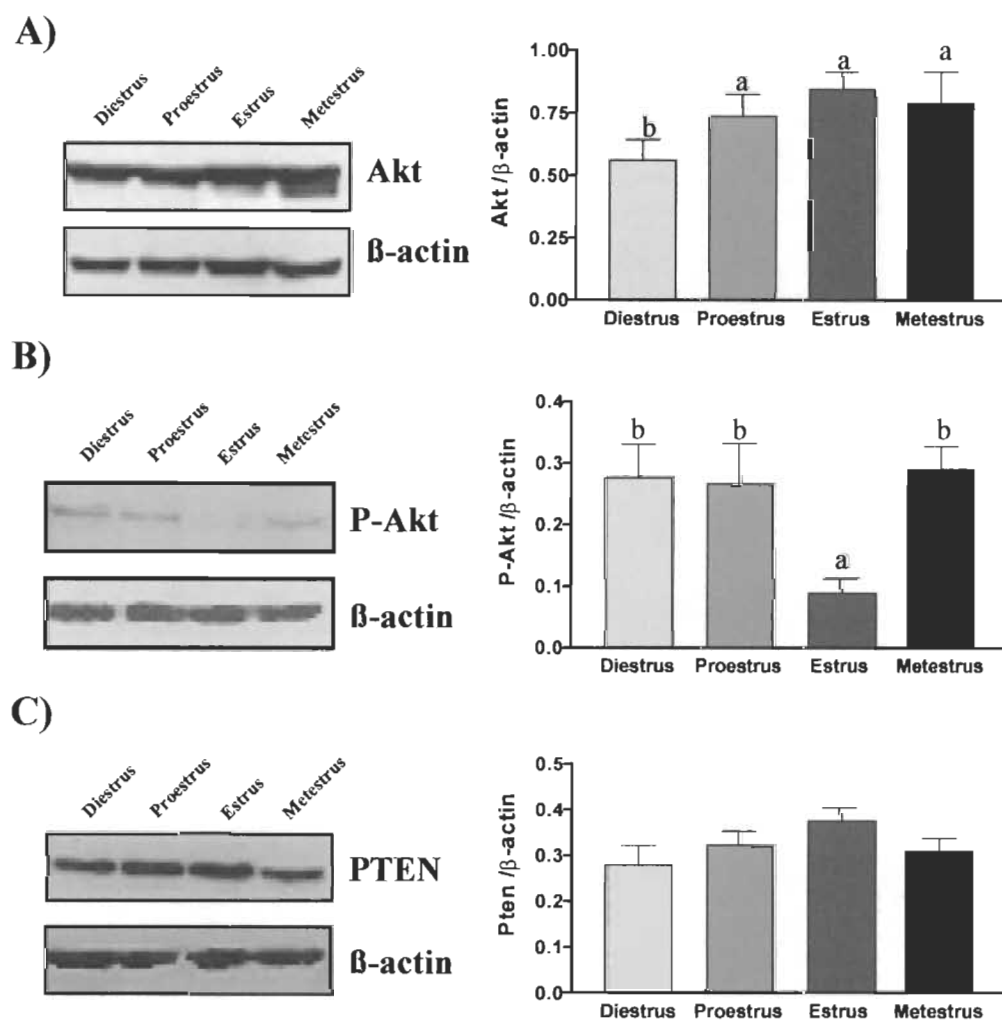 A)
Diestrus Proestrus Estrus Metestrus
Akt
ß-actin
Akt /β-actin
1.00
0.75
0.50
0.25
0.00
b a a a
Diestrus Proestrus Estrus Metestrus
B)
Diestrus Proestrus Estrus Metestrus
P-Akt
ß-actin
P-Akt /β-actin
0.4
0.3
0.2
0.1
0.0
b b a b
Diestrus Proestrus Estrus Metestrus
C)
Diestrus Proestrus Estrus Metestrus
PTEN
ß-actin
Pten /β-actin
0.5
0.4
0.3
0.2
0.1
0.0
Diestrus Proestrus Estrus Metestrus